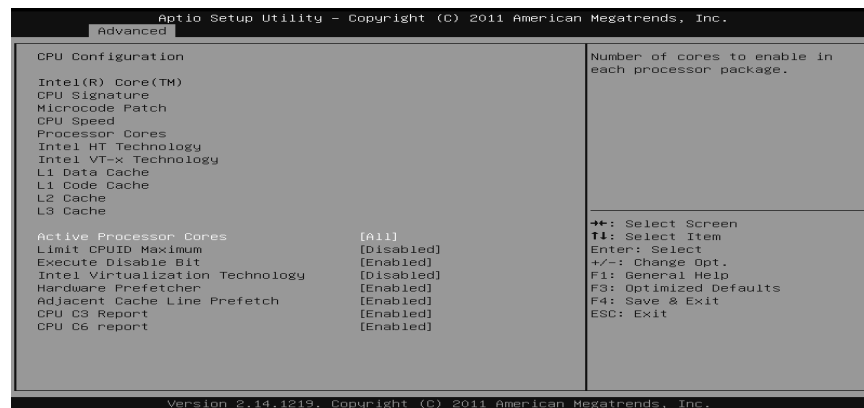 Aptio Setup Utility – Copyright (C) 2011 American Megatrends, Inc.
Advanced
CPU Configuration
Intel(R) Core(TM)
CPU Signature
Microcode Patch
CPU Speed
Processor Cores
Intel HT Technology
Intel VT-x Technology
L1 Data Cache
L1 Code Cache
L2 Cache
L3 Cache
Active Processor Cores [All]
Limit CPUID Maximum [Disabled]
Execute Disable Bit [Enabled]
Intel Virtualization Technology [Disabled]
Hardware Prefetcher [Enabled]
Adjacent Cache Line Prefetch [Enabled]
CPU C3 Report [Enabled]
CPU C6 report [Enabled]
Number of cores to enable in
each processor package.
→←: Select Screen
↑↓: Select Item
Enter: Select
+/-: Change Opt.
F1: General Help
F3: Optimized Defaults
F4: Save & Exit
ESC: Exit
Version 2.14.1219. Copyright (C) 2011 American Megatrends, Inc.